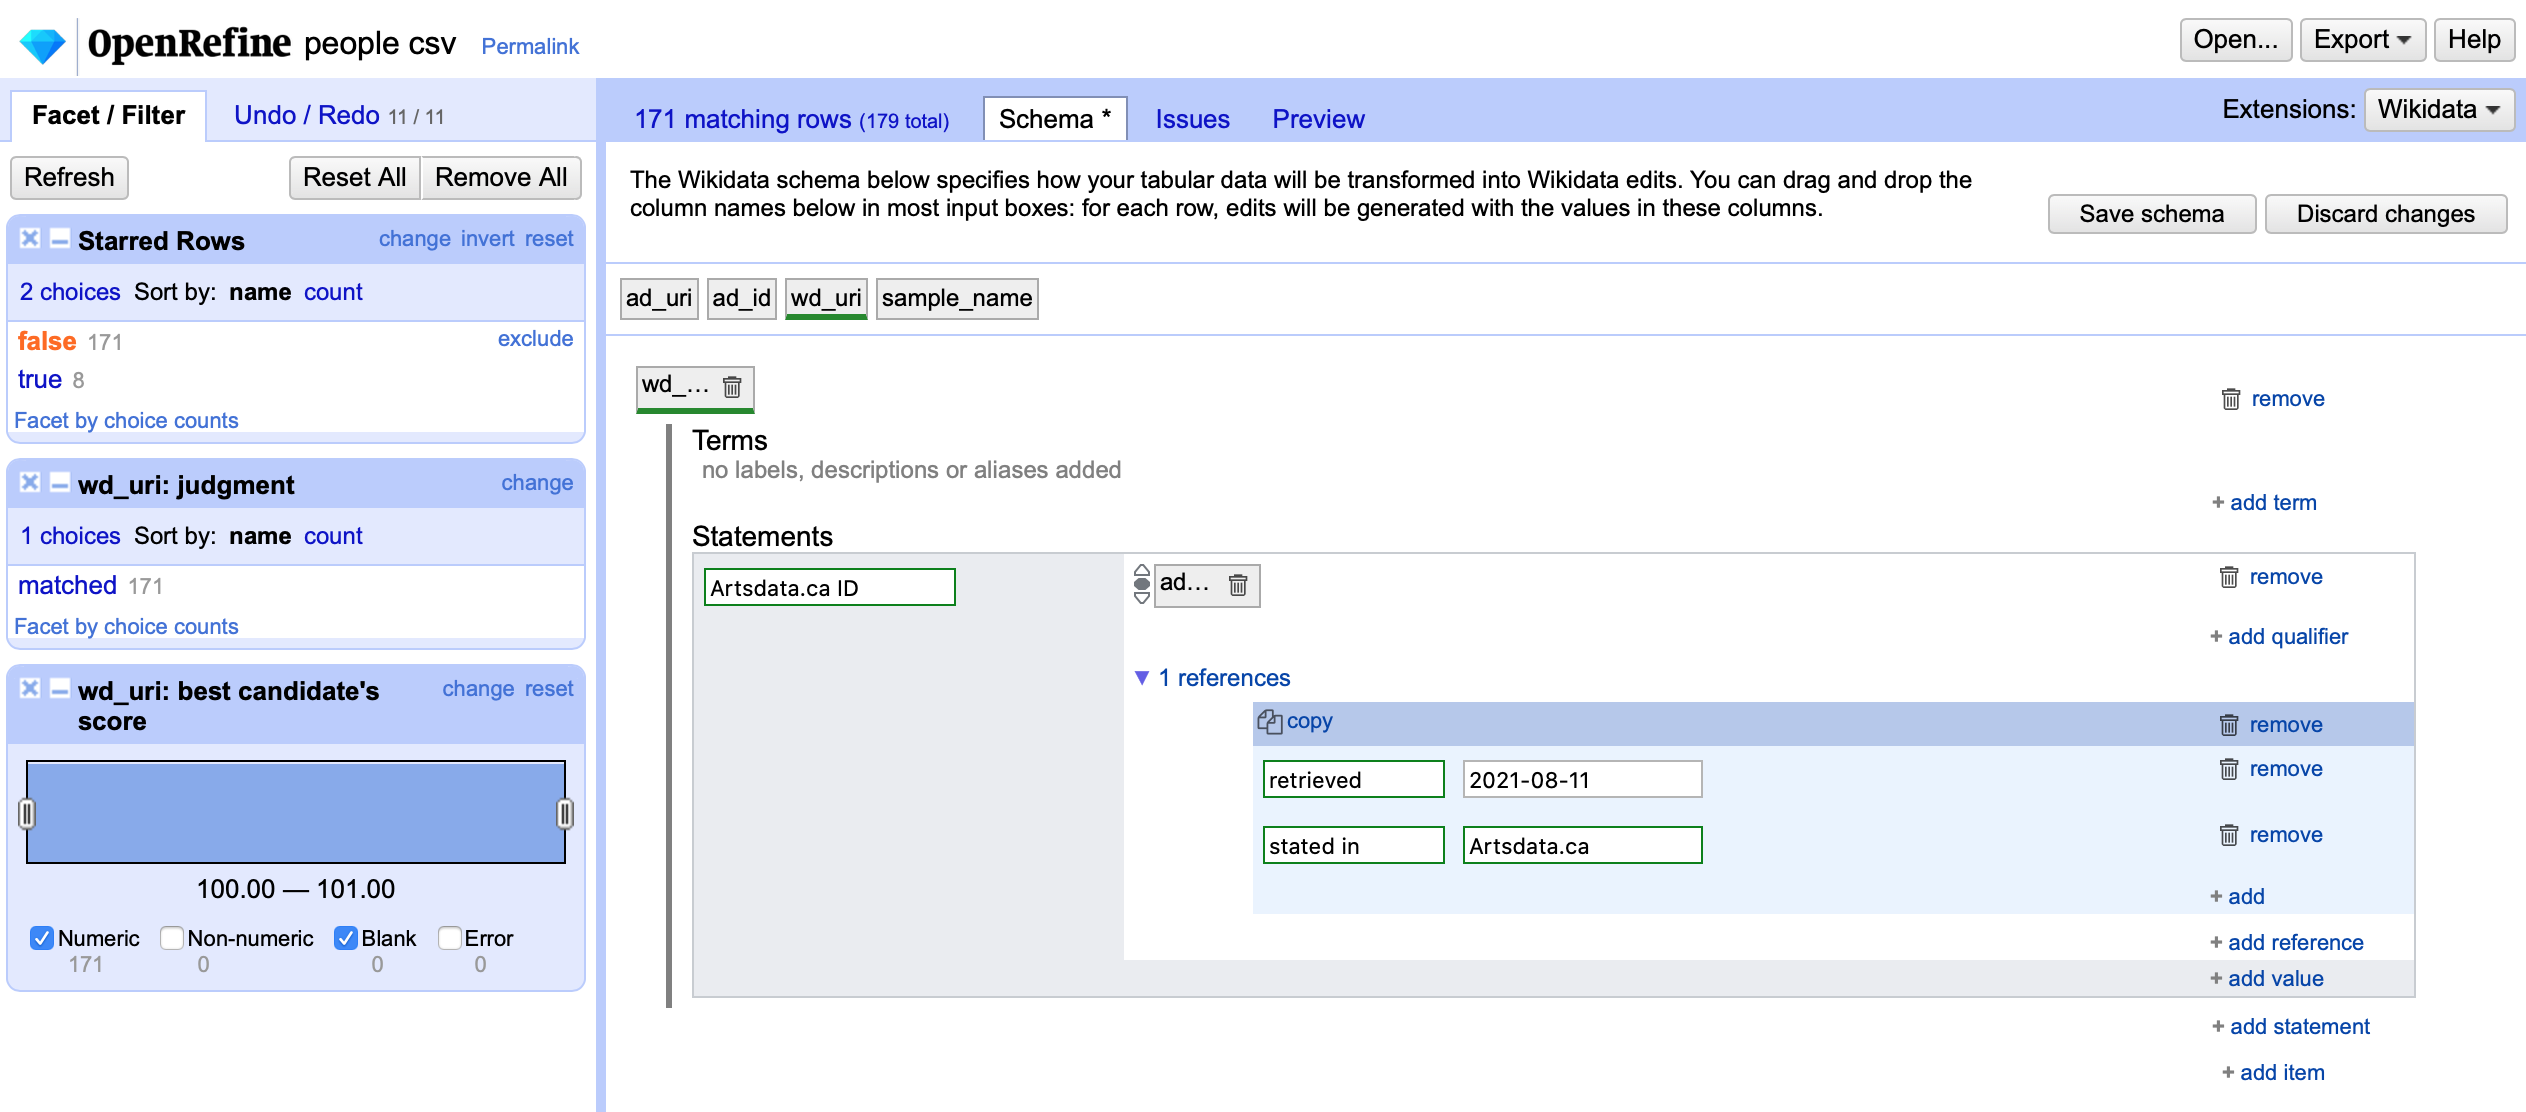 OpenRefine people csv Permalink Open... Export Help
Facet / Filter Undo / Redo 11 / 11
Refresh Reset All Remove All
Starred Rows change invert reset
2 choices Sort by: name count
false 171 exclude
true 8
Facet by choice counts
wd_uri: judgment change
1 choices Sort by: name count
matched 171
Facet by choice counts
wd_uri: best candidate's change reset
score
100.00 — 101.00
Numeric Non-numeric Blank Error
171 0 0 0
171 matching rows (179 total) Schema * Issues Preview Extensions: Wikidata
The Wikidata schema below specifies how your tabular data will be transformed into Wikidata edits. You can drag and drop the
column names below in most input boxes: for each row, edits will be generated with the values in these columns.
Save schema Discard changes
ad_uri ad_id wd_uri sample_name
wd_... remove
Terms
no labels, descriptions or aliases added
+ add term
Statements
Artsdata.ca ID ad... remove
+ add qualifier
1 references
copy remove
retrieved 2021-08-11 remove
stated in Artsdata.ca remove
+ add
+ add reference
+ add value
+ add statement
+ add item